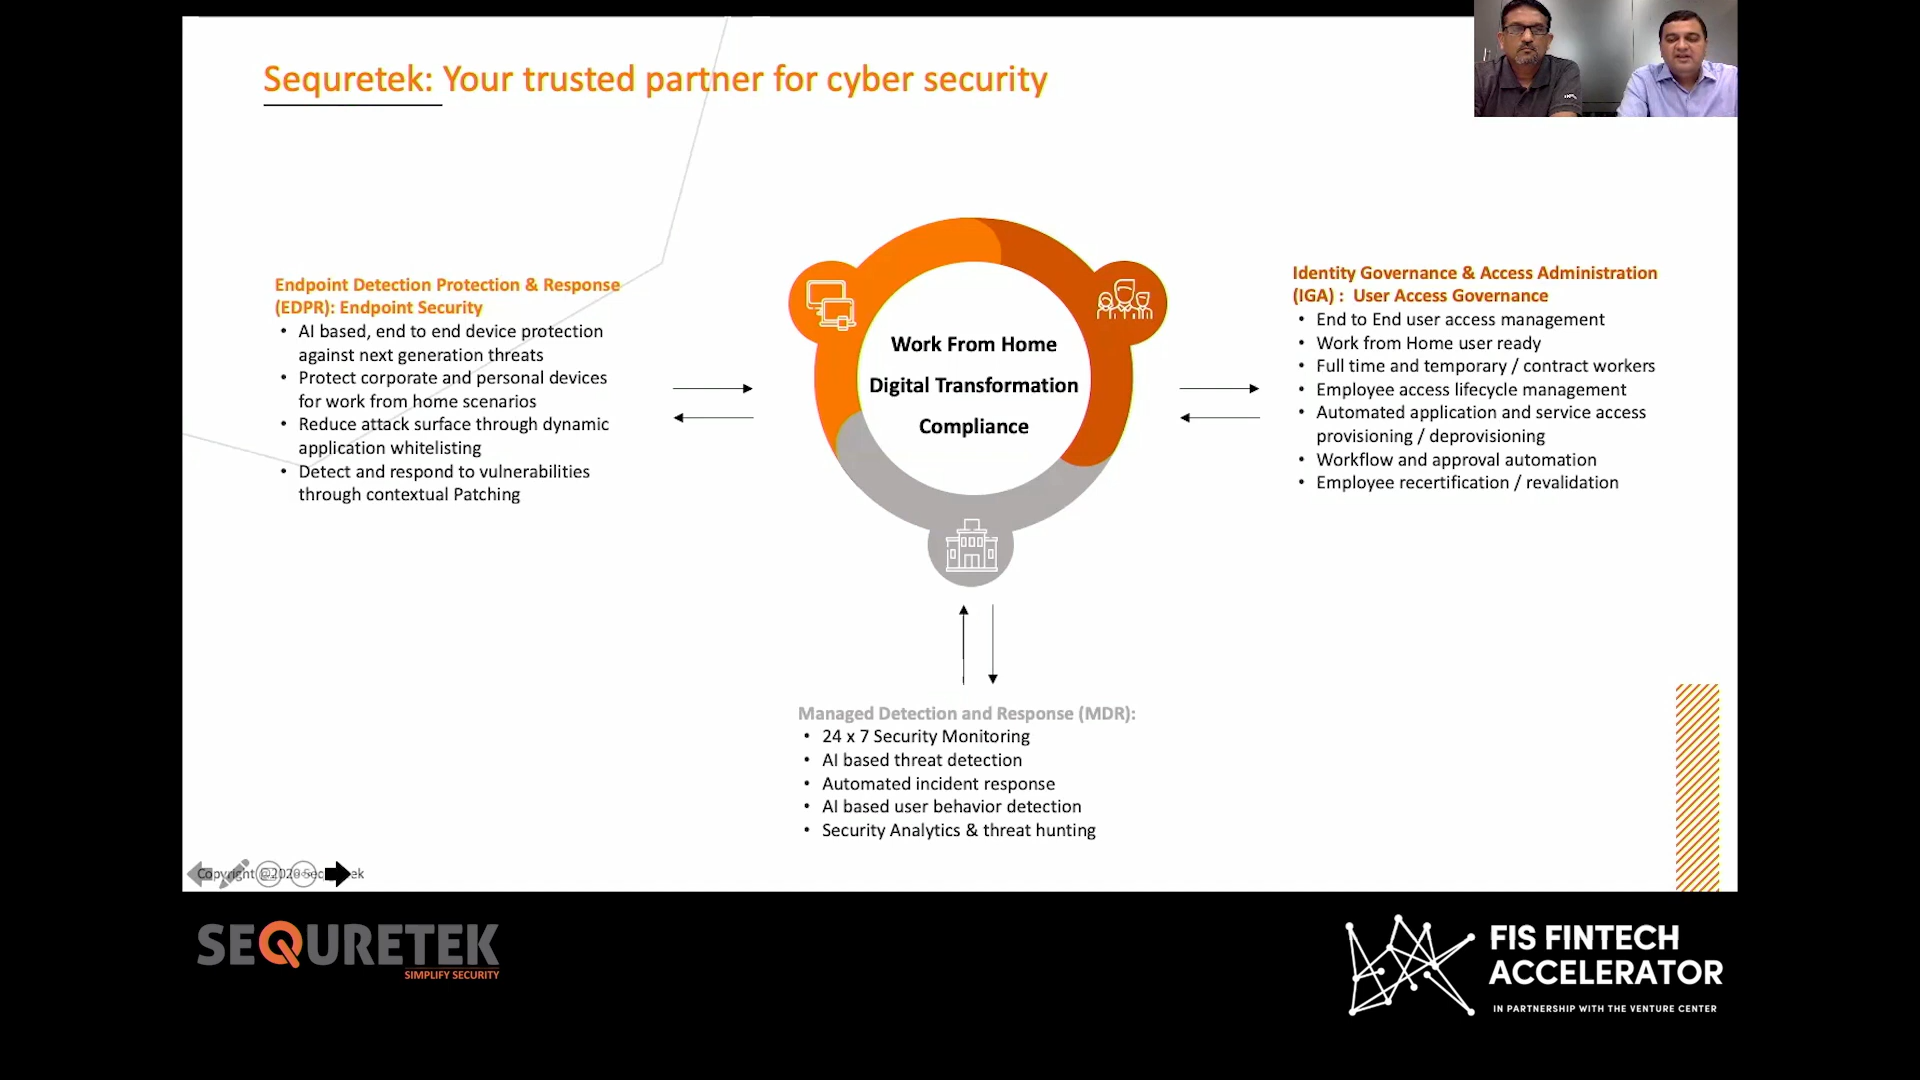 Sequretek: Your trusted partner for cyber security
Endpoint Detection Protection & Response
(EDPR): Endpoint Security
• AI based, end to end device protection
against next generation threats
• Protect corporate and personal devices
for work from home scenarios
• Reduce attack surface through dynamic
application whitelisting
• Detect and respond to vulnerabilities
through contextual Patching
Work From Home
Digital Transformation
Compliance
Identity Governance & Access Administration
(IGA) : User Access Governance
• End to End user access management
• Work from Home user ready
• Full time and temporary / contract workers
• Employee access lifecycle management
• Automated application and service access
provisioning / deprovisioning
• Workflow and approval automation
• Employee recertification / revalidation
Managed Detection and Response (MDR):
• 24 x 7 Security Monitoring
• AI based threat detection
• Automated incident response
• AI based user behavior detection
• Security Analytics & threat hunting
Copyright @2020
SEQURETEK
SIMPLIFY SECURITY
FIS FINTECH
ACCELERATOR
IN PARTNERSHIP WITH THE VENTURE CENTER